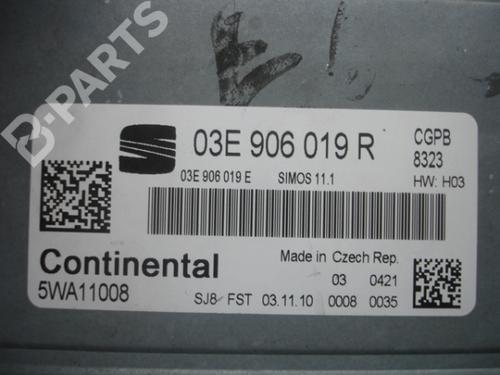 B-PARTS
03E 906 019 R
CGPB
8323
03E 906 019 E SIMOS 11.1
HW: H03
Continental
Made in Czech Rep.
03 0421
5WA11008
SJ8- FST 03.11.10 0008 0035